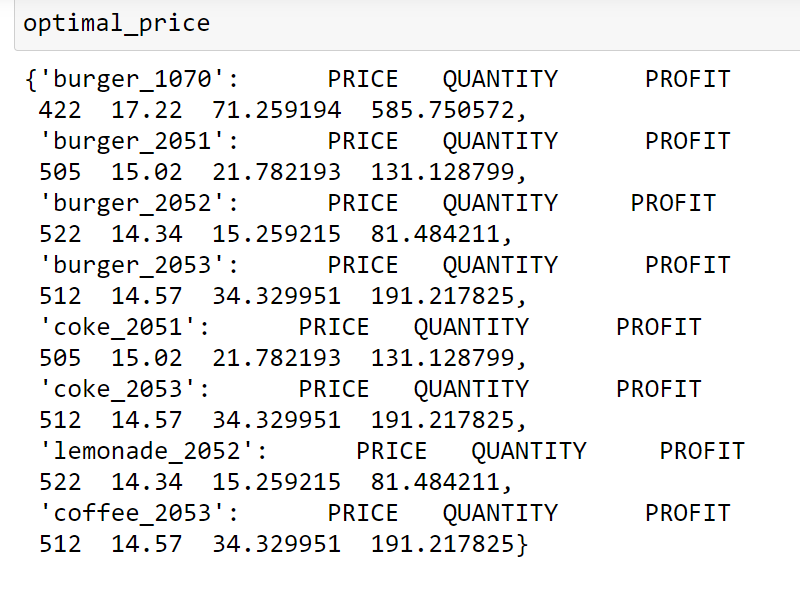 optimal_price
{'burger_1070':      PRICE   QUANTITY      PROFIT
 422  17.22  71.259194  585.750572,
 'burger_2051':      PRICE   QUANTITY      PROFIT
 505  15.02  21.782193  131.128799,
 'burger_2052':      PRICE   QUANTITY     PROFIT
 522  14.34  15.259215  81.484211,
 'burger_2053':      PRICE   QUANTITY      PROFIT
 512  14.57  34.329951  191.217825,
 'coke_2051':      PRICE   QUANTITY      PROFIT
 505  15.02  21.782193  131.128799,
 'coke_2053':      PRICE   QUANTITY      PROFIT
 512  14.57  34.329951  191.217825,
 'lemonade_2052':      PRICE   QUANTITY     PROFIT
 522  14.34  15.259215  81.484211,
 'coffee_2053':      PRICE   QUANTITY      PROFIT
 512  14.57  34.329951  191.217825}